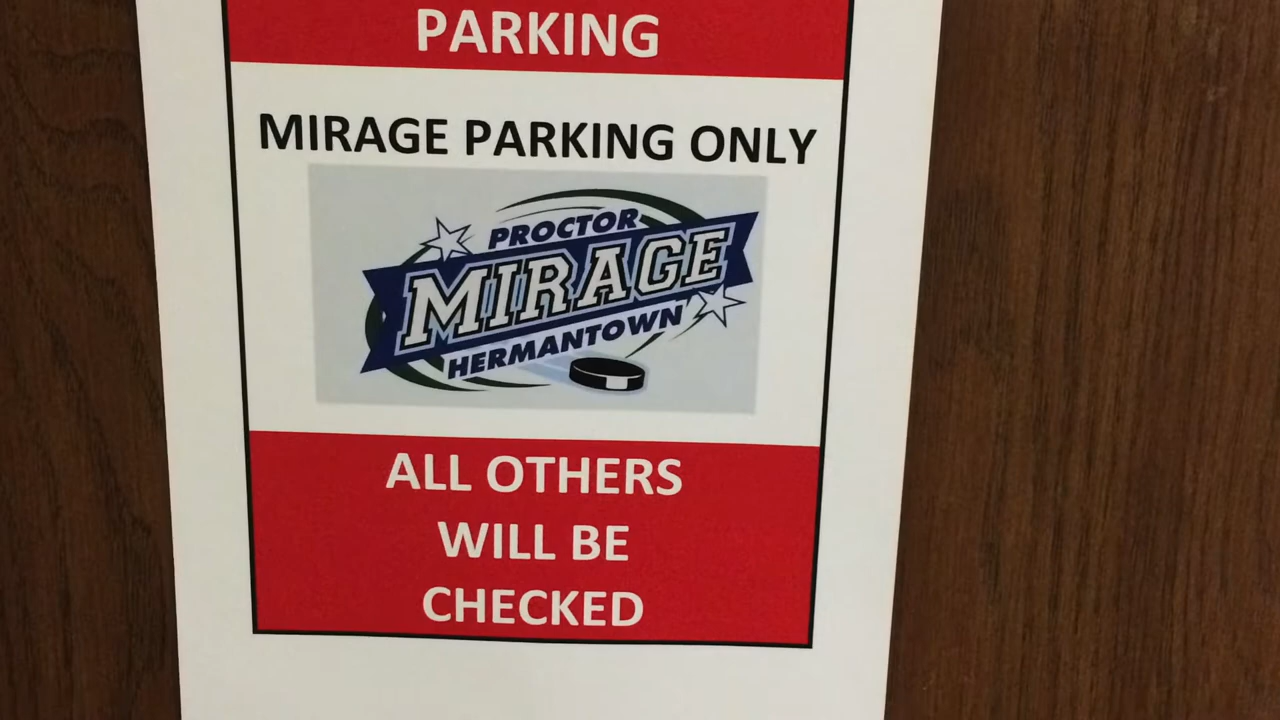 PARKING
MIRAGE PARKING ONLY
PROCTOR
MIRAGE
HERMANTOWN
ALL OTHERS
WILL BE
CHECKED